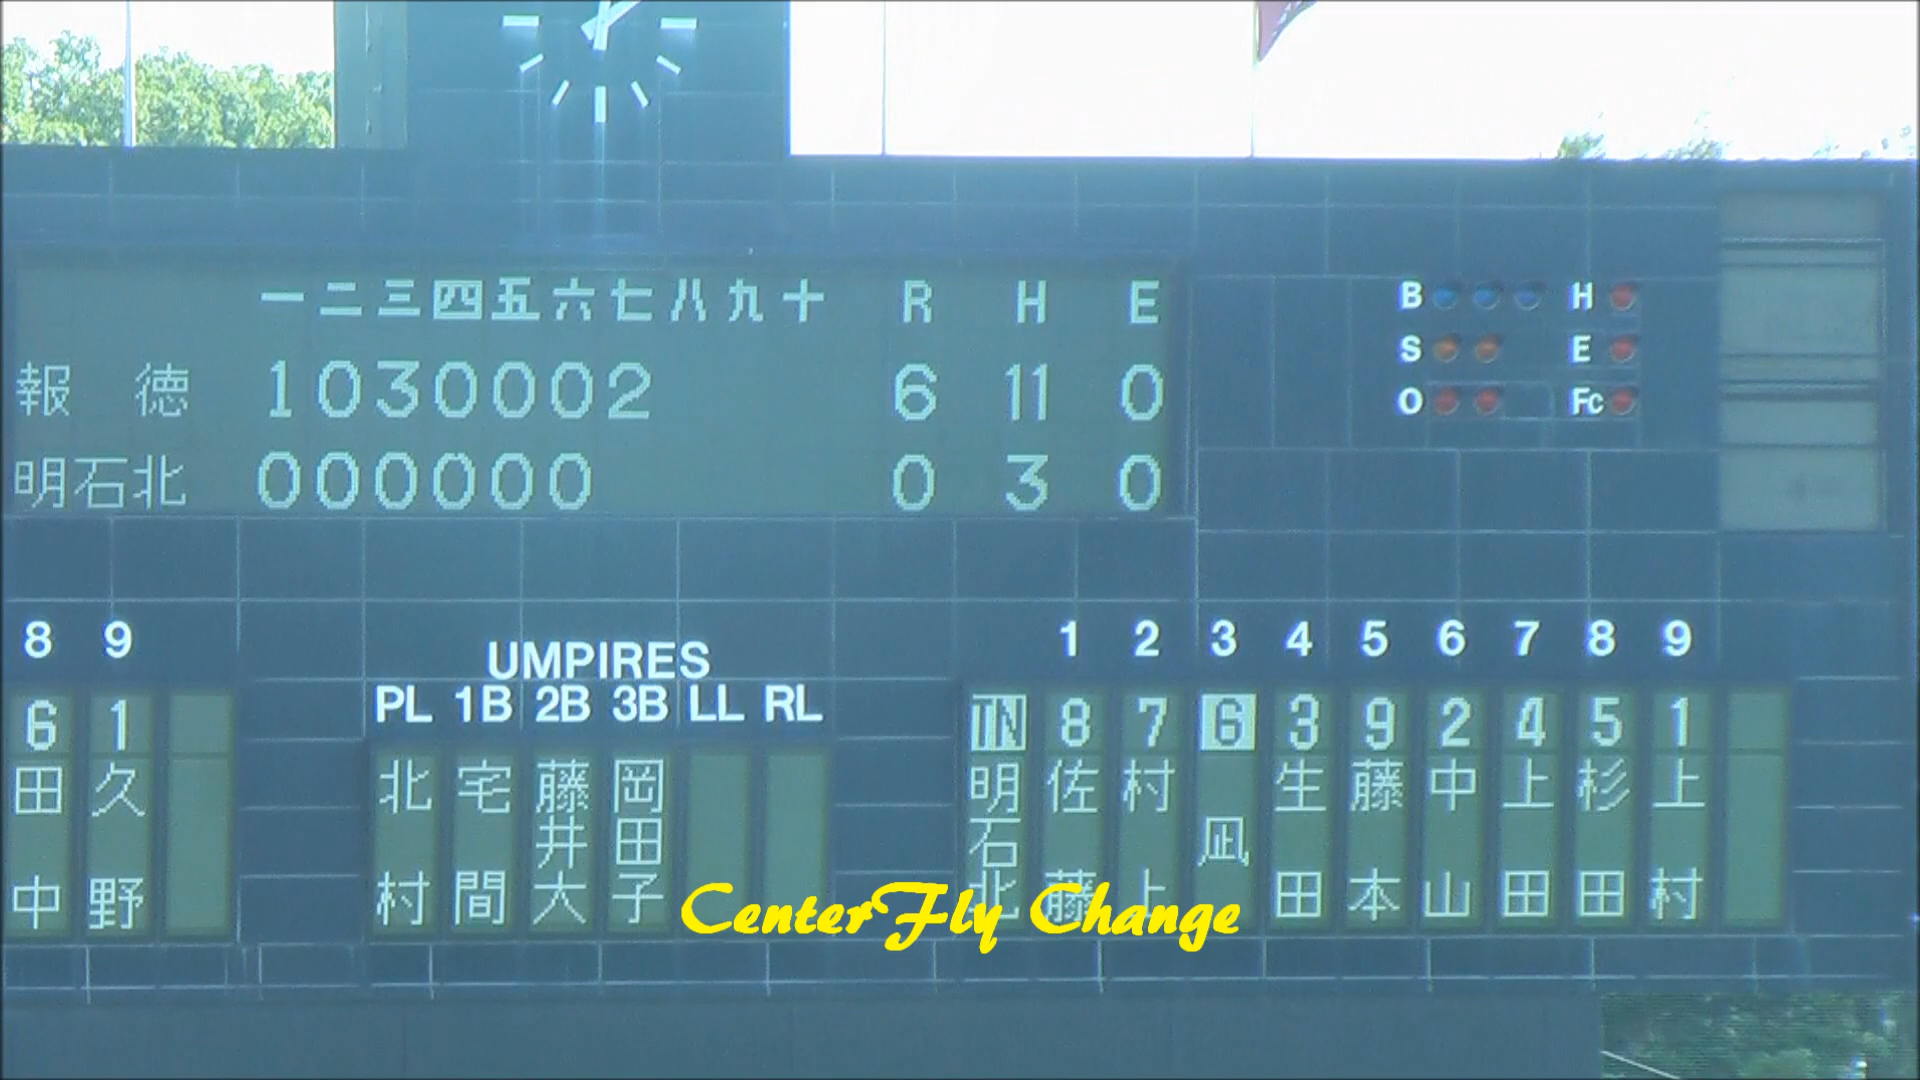 一二三四五六七八九十 R H E
報徳 1030002 6 11 0
明石北 000000 0 3 0
B H
S E
O Fc
8 9
6 1
田中 久野
UMPIRES
PL 1B 2B 3B LL RL
北村 宅間 藤井大 岡田子
1 2 3 4 5 6 7 8 9
TN 8 7 6 3 9 2 4 5 1
明石北 佐藤 村上 凪 生田 藤本 中山 上田 杉田 上村
CenterFly Change